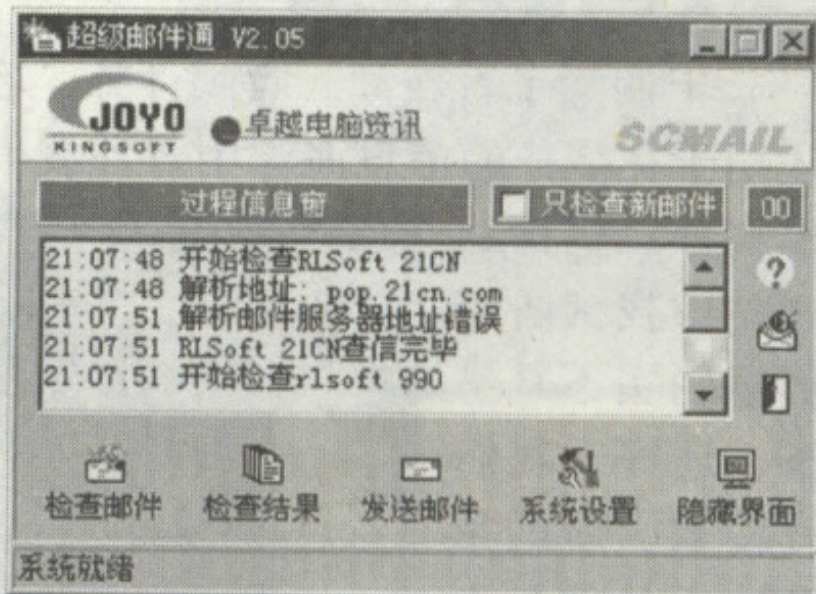 超级邮件通 V2.05
JOYO
KINGSOFT
卓越电脑资讯
SCMAIL
过程信息窗
只检查新邮件
00
21:07:48 开始检查RLSoft 21CN
21:07:48 解析地址: pop.21cn.com
21:07:51 解析邮件服务器地址错误
21:07:51 RLSoft 21CN查信完毕
21:07:51 开始检查rlsoft 990
检查邮件 检查结果 发送邮件 系统设置 隐藏界面
系统就绪